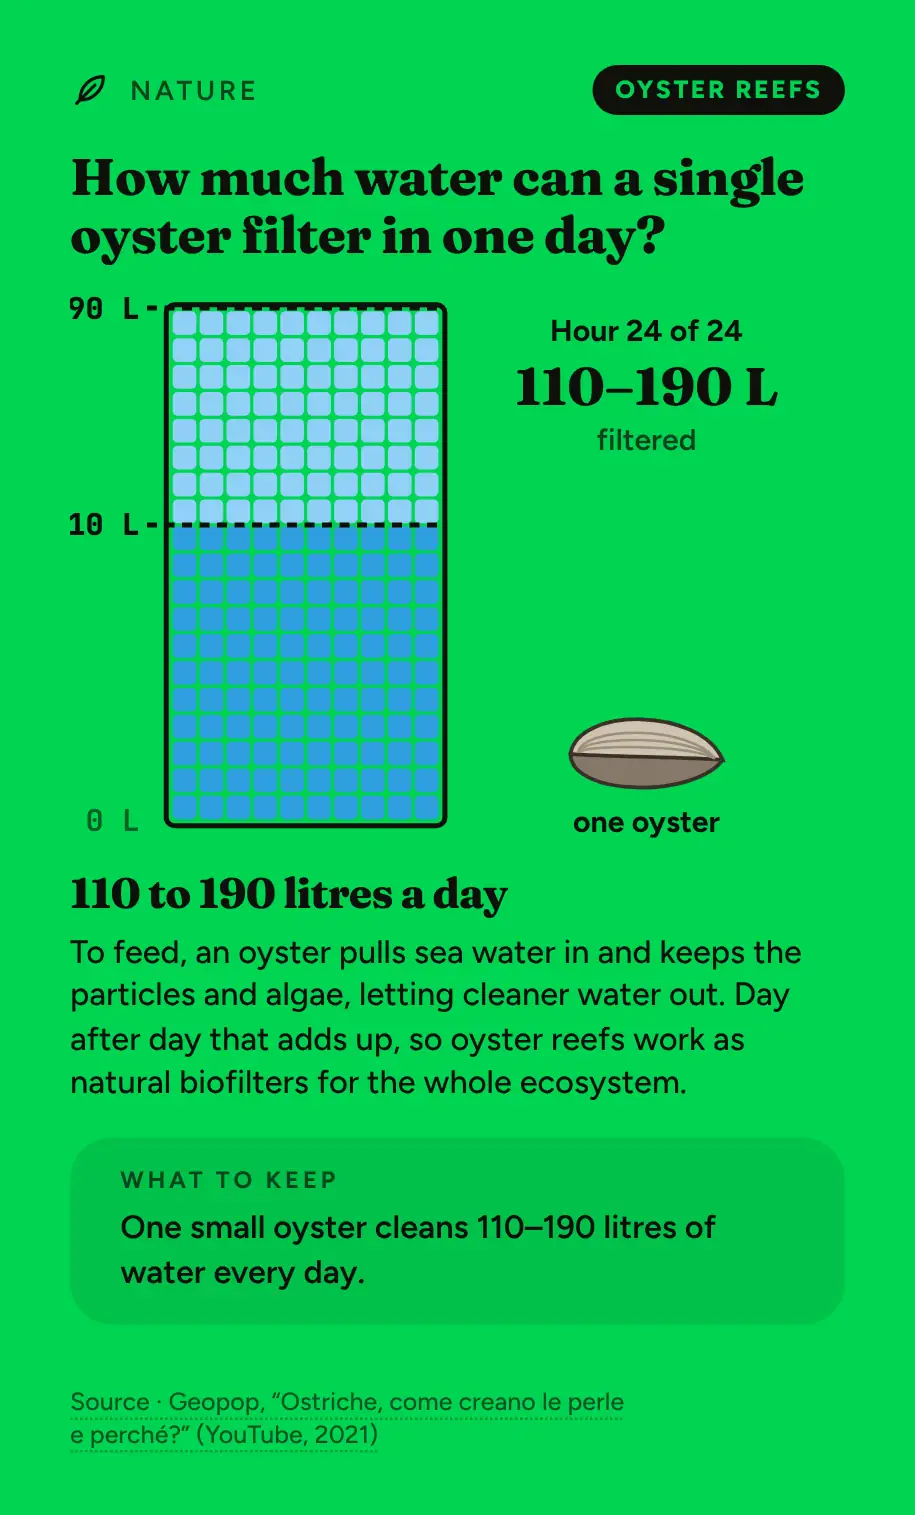 NATURE
OYSTER REEFS
How much water can a single
oyster filter in one day?
90 L
10 L
0 L
Hour 24 of 24
110–190 L
filtered
one oyster
110 to 190 litres a day
To feed, an oyster pulls sea water in and keeps the
particles and algae, letting cleaner water out. Day
after day that adds up, so oyster reefs work as
natural biofilters for the whole ecosystem.
WHAT TO KEEP
One small oyster cleans 110–190 litres of
water every day.
Source · Geopop, “Ostriche, come creano le perle
e perché?” (YouTube, 2021)